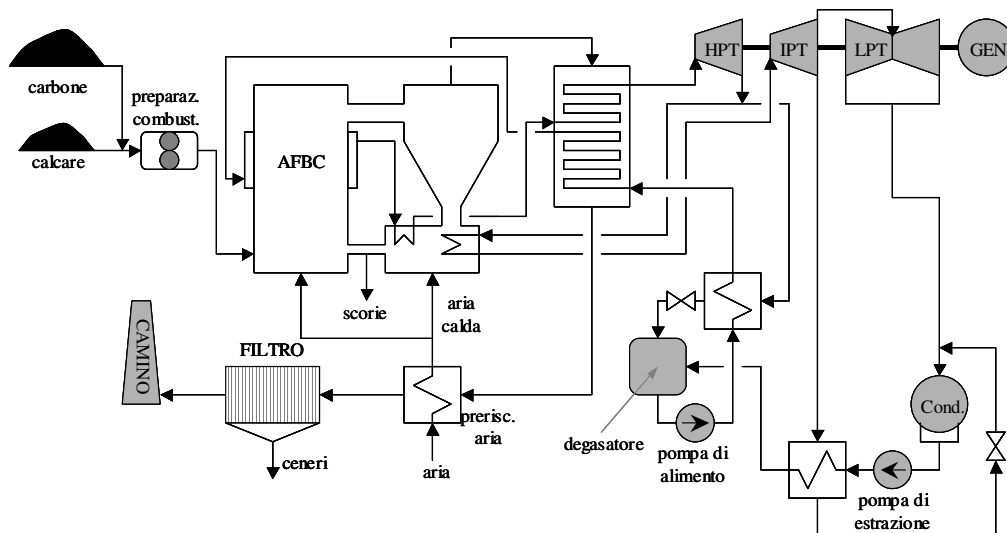 HPT
IPT
LPT
GEN
carbone
preparaz.
combust.
calcare
AFBC
scorie
aria
calda
CAMINO
FILTRO
prerisc.
aria
ceneri
aria
degasatore
pompa di
alimento
Cond.
pompa di
estrazione